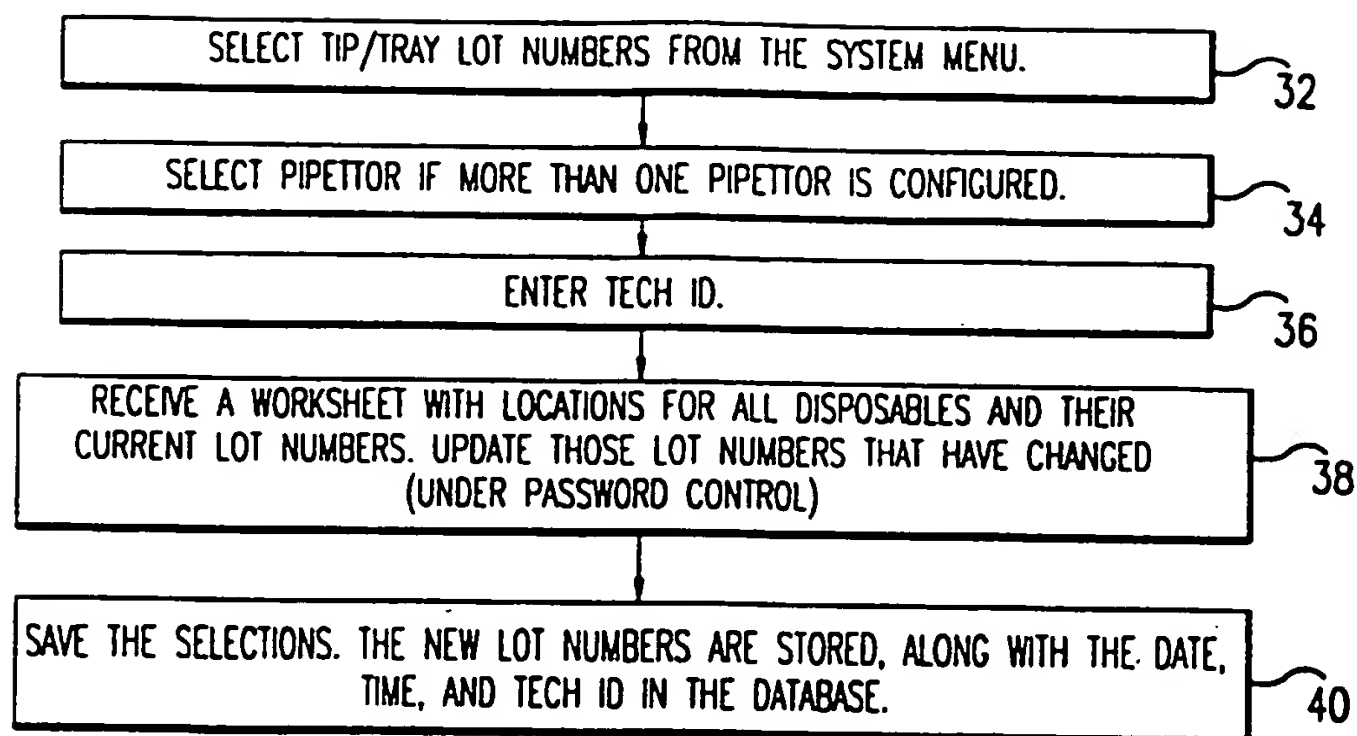 SELECT TIP/TRAY LOT NUMBERS FROM THE SYSTEM MENU.
32
SELECT PIPETTOR IF MORE THAN ONE PIPETTOR IS CONFIGURED.
34
ENTER TECH ID.
36
RECEIVE A WORKSHEET WITH LOCATIONS FOR ALL DISPOSABLES AND THEIR
CURRENT LOT NUMBERS. UPDATE THOSE LOT NUMBERS THAT HAVE CHANGED
(UNDER PASSWORD CONTROL)
38
SAVE THE SELECTIONS. THE NEW LOT NUMBERS ARE STORED, ALONG WITH THE DATE,
TIME, AND TECH ID IN THE DATABASE.
40